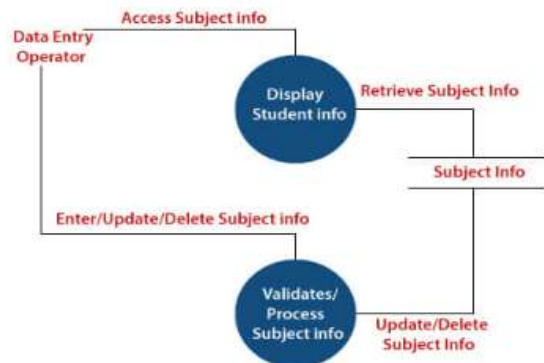 Access Subject info
Data Entry
Operator
Display
Student info
Retrieve Subject Info
Subject Info
Enter/Update/Delete Subject info
Validates/
Process
Subject info
Update/Delete
Subject Info